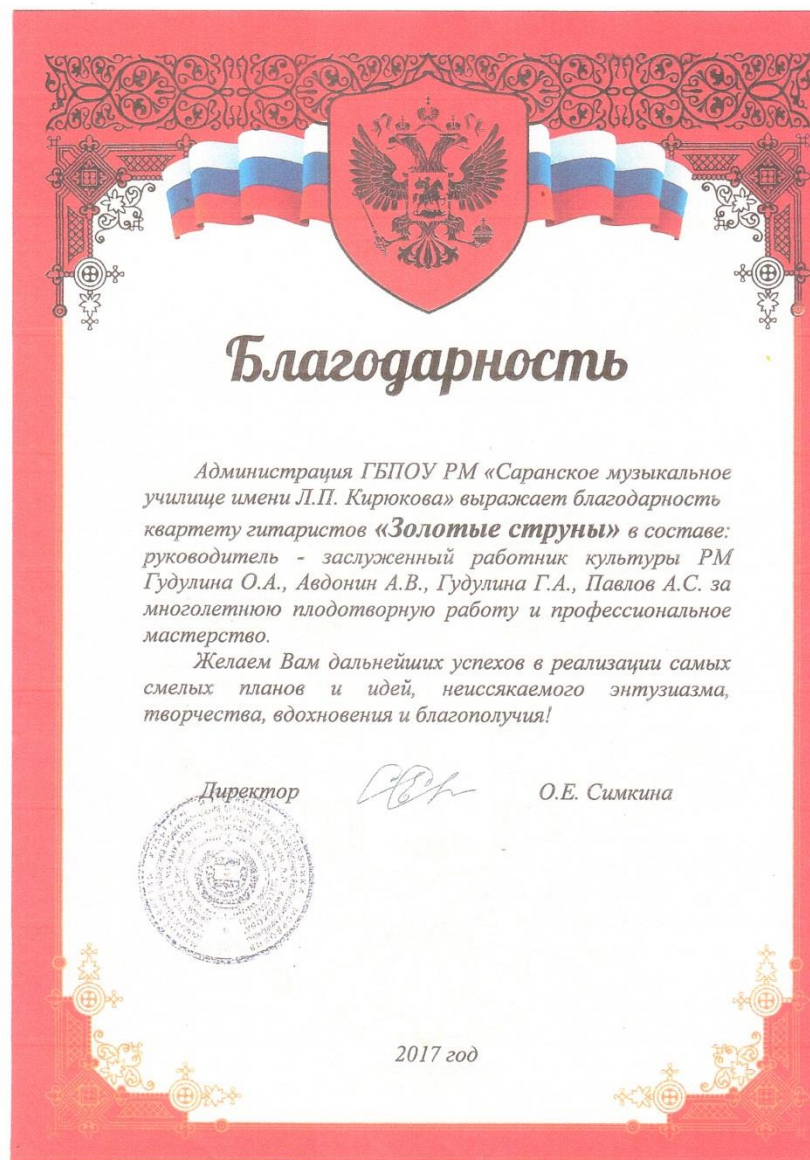 Благодарность
Администрация ГБПОУ РМ «Саранское музыкальное
училище имени Л.П. Кирюкова» выражает благодарность
квартету гитаристов «Золотые струны» в составе:
руководитель - заслуженный работник культуры РМ
Гудулина О.А., Авдонин А.В., Гудулина Г.А., Павлов А.С. за
многолетнюю плодотворную работу и профессиональное
мастерство.
Желаем Вам дальнейших успехов в реализации самых
смелых планов и идей, неиссякаемого энтузиазма,
творчества, вдохновения и благополучия!
Директор О.Е. Симкина
2017 год